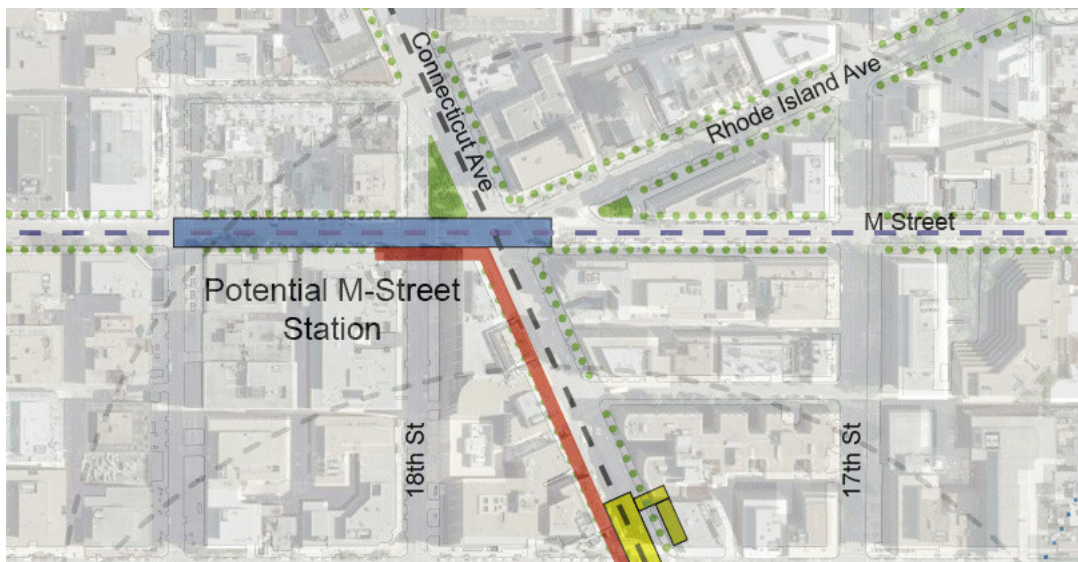 Connecticut Ave
Rhode Island Ave
M Street
Potential M-Street
Station
18th St
17th St